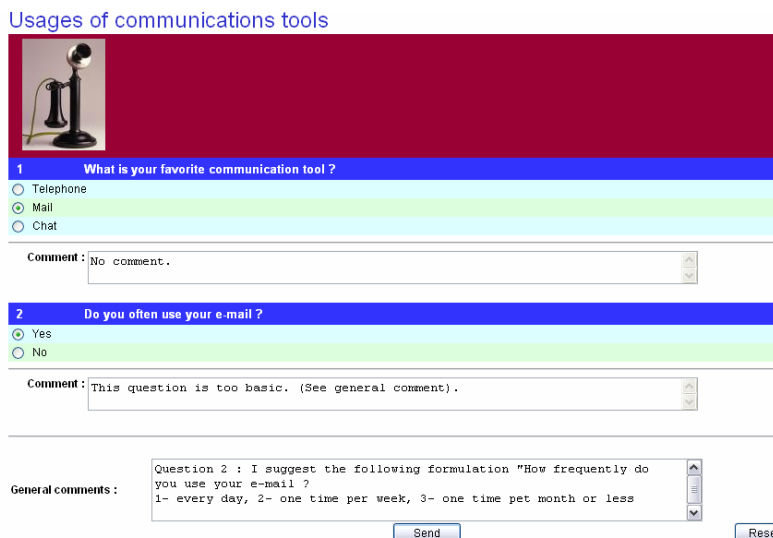 Usages of communications tools
1 What is your favorite communication tool ?
Telephone
Mail
Chat
Comment : No comment.
2 Do you often use your e-mail ?
Yes
No
Comment : This question is too basic. (See general comment).
General comments : Question 2 : I suggest the following formulation "How frequently do
you use your e-mail ?
1- every day, 2- one time per week, 3- one time pet month or less
Send Rese